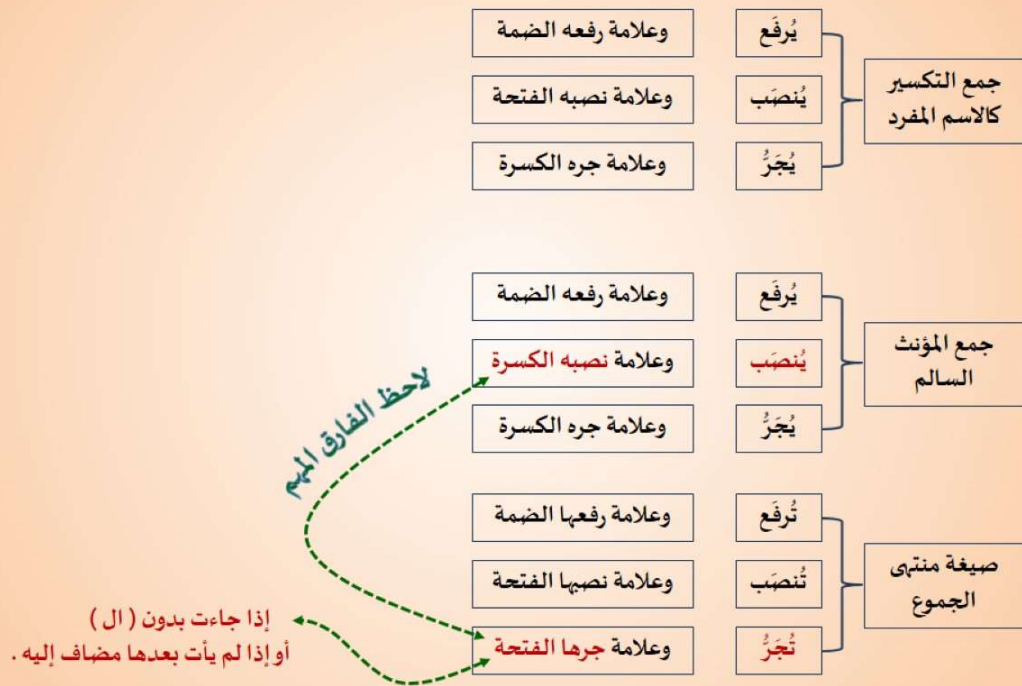 جمع التكسير
كالاسم المفرد
يُرفَع
وعلامة رفعه الضمة
يُنصَب
وعلامة نصبه الفتحة
يُجَرُّ
وعلامة جره الكسرة
جمع المؤنث
السالم
يُرفَع
وعلامة رفعه الضمة
يُنصَب
وعلامة نصبه الكسرة
يُجَرُّ
وعلامة جره الكسرة
لاحظ الفارق المهم
صيغة منتهى
الجموع
تُرفَع
وعلامة رفعها الضمة
تُنصَب
وعلامة نصبها الفتحة
تُجَرُّ
وعلامة جرها الفتحة
إذا جاءت بدون ( ال )
أو إذا لم يأت بعدها مضاف إليه .